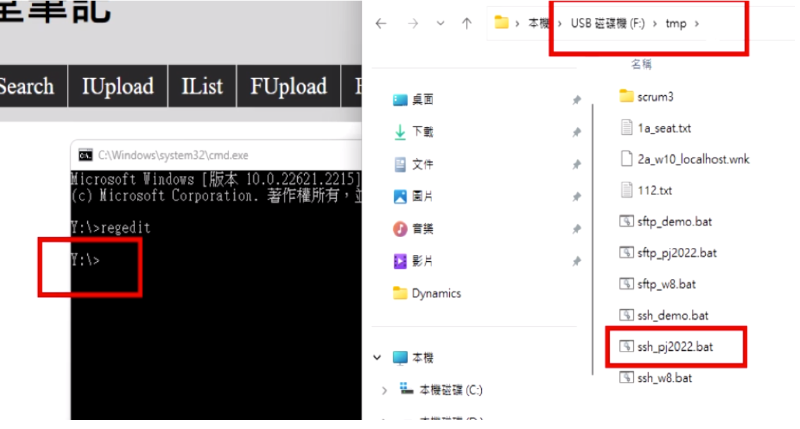 筆記
Search
IUpload
IList
FUpload
C:\Windows\system32\cmd.exe
Microsoft Windows [版本 10.0.22621.2215]
(c) Microsoft Corporation. 著作權所有，並
Y:\>regedit
Y:\>
本機 > USB 磁碟機 (F:) > tmp >
名稱
桌面
下載
文件
圖片
音樂
影片
Dynamics
本機
本機磁碟 (C:)
scrum3
1a_seat.txt
2a_w10_localhost.wnk
112.txt
sftp_demo.bat
sftp_pj2022.bat
sftp_w8.bat
ssh_demo.bat
ssh_pj2022.bat
ssh_w8.bat